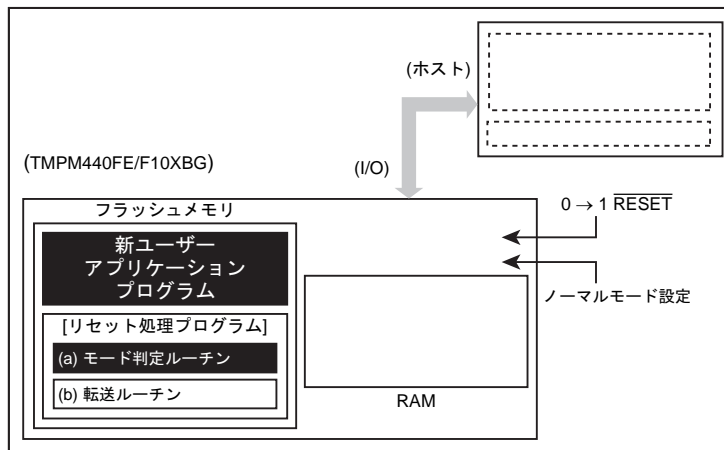 (ホスト)
(TMPM440FE/F10XBG)
(I/O)
フラッシュメモリ
0 → 1 RESET
新ユーザー
アプリケーション
プログラム
ノーマルモード設定
[リセット処理プログラム]
(a) モード判定ルーチン
(b) 転送ルーチン
RAM